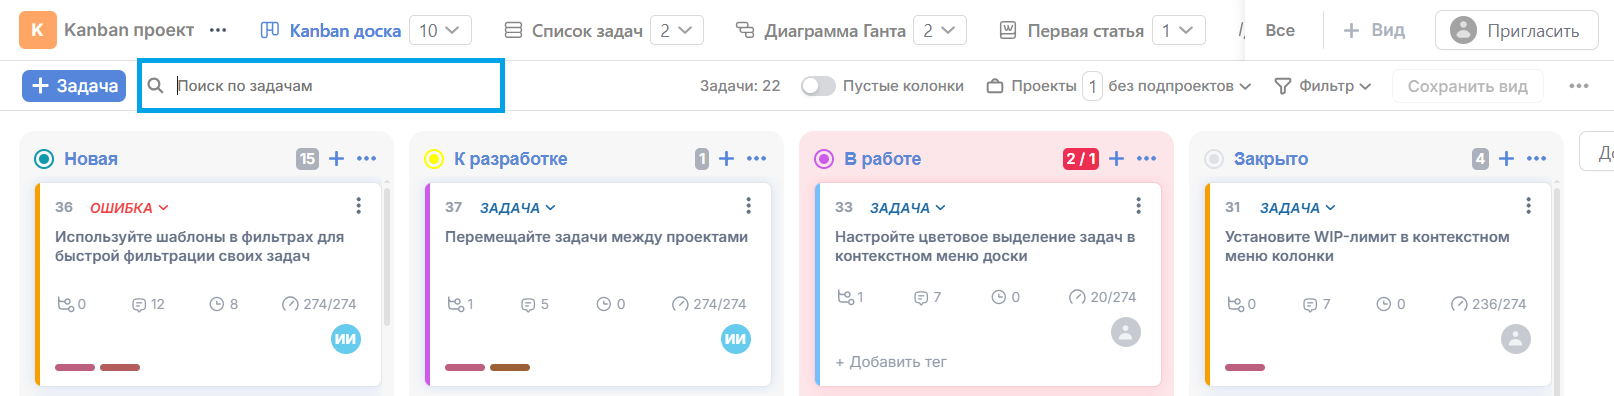 K Kanban проект ••• Kanban доска 10 Список задач 2 Диаграмма Ганта 2 Первая статья 1 Все + Вид Пригласить
+ Задача Поиск по задачам Задачи: 22 Пустые колонки Проекты 1 без подпроектов Фильтр Сохранить вид •••
Новая 15 + •••
36 ОШИБКА
Используйте шаблоны в фильтрах для
быстрой фильтрации своих задач
0 12 8 274/274
ИИ
К разработке 1 + •••
37 ЗАДАЧА
Перемещайте задачи между проектами
1 5 0 274/274
ИИ
В работе 2 / 1 + •••
33 ЗАДАЧА
Настройте цветовое выделение задач в
контекстном меню доски
1 7 0 20/274
+ Добавить тег
Закрыто 4 + •••
31 ЗАДАЧА
Установите WIP-лимит в контекстном
меню колонки
0 7 0 236/274